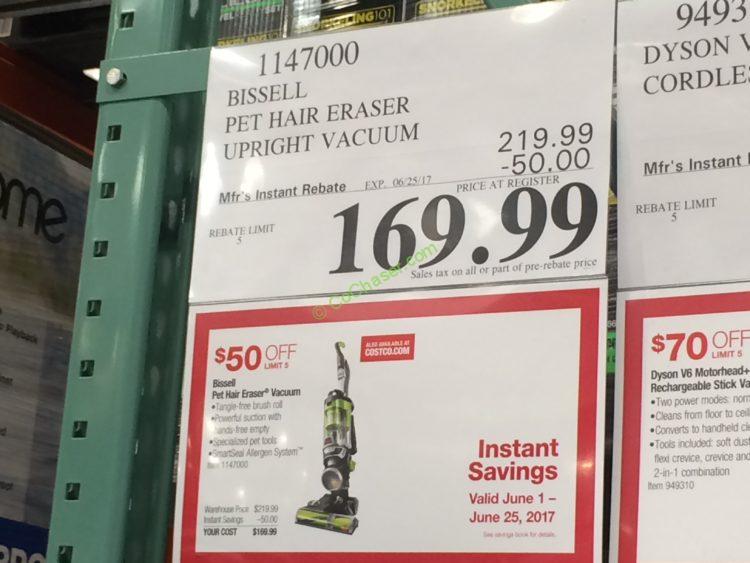 1147000
BISSELL
PET HAIR ERASER
UPRIGHT VACUUM
219.99
-50.00
Mfr's Instant Rebate EXP. 06/25/17 PRICE AT REGISTER
REBATE LIMIT
5
169.99
Sales tax on all or part of pre-rebate price
© CoChaser.com
$50 OFF
LIMIT 5
ALSO AVAILABLE AT
COSTCO.COM
Bissell
Pet Hair Eraser® Vacuum
•Tangle-free brush roll
•Powerful suction with
hands-free empty
•Specialized pet tools
•SmartSeal Allergen System™
Item 1147000
Warehouse Price $219.99
Instant Savings -50.00
YOUR COST $169.99
Instant
Savings
Valid June 1 –
June 25, 2017
See savings book for details.
9493
DYSON V
CORDLES
Mfr's Instant
REBATE LIMIT
5
$70 OFF
LIMIT 5
Dyson V6 Motorhead+
Rechargeable Stick Va
•Two power modes: norm
•Cleans from floor to ceil
•Converts to handheld cle
•Tools included: soft dust
flexi crevice, crevice and
2-in-1 combination
Item 949310
ome
Playback
SNORKE